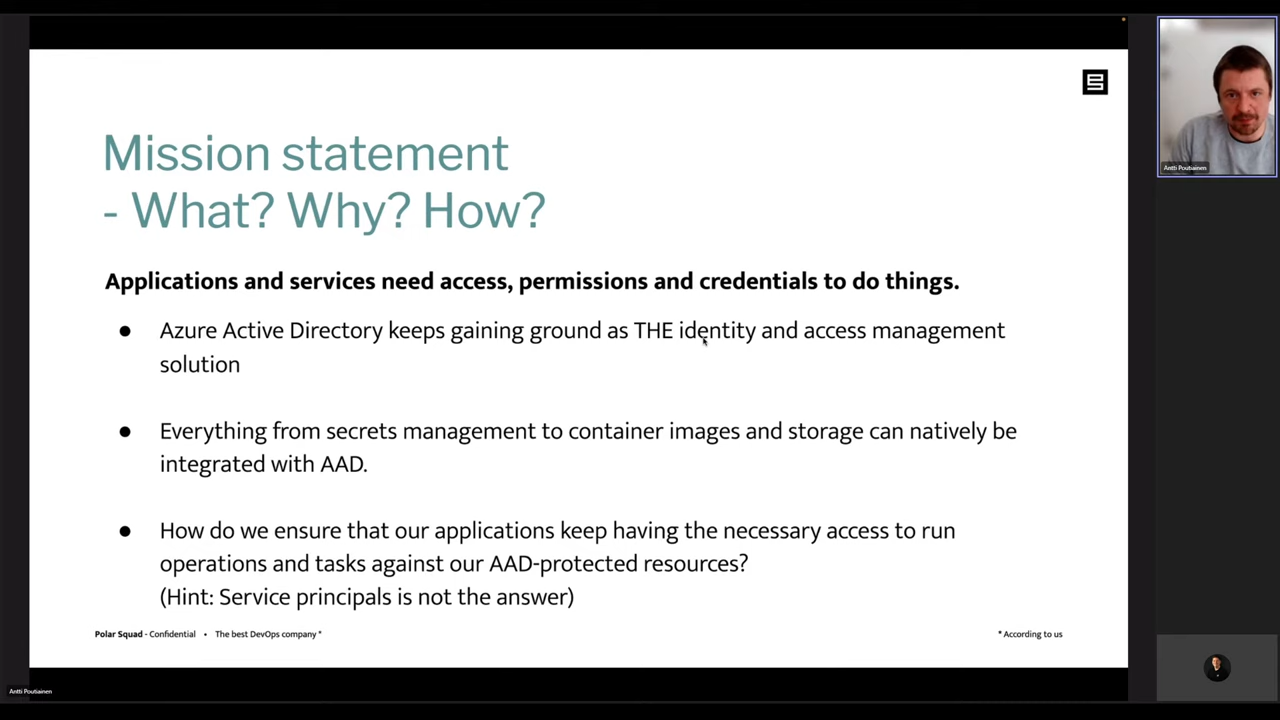 Mission statement
- What? Why? How?
Applications and services need access, permissions and credentials to do things.
● Azure Active Directory keeps gaining ground as THE identity and access management
solution
● Everything from secrets management to container images and storage can natively be
integrated with AAD.
● How do we ensure that our applications keep having the necessary access to run
operations and tasks against our AAD-protected resources?
(Hint: Service principals is not the answer)
Polar Squad - Confidential • The best DevOps company *
* According to us
Antti Poutiainen
Antti Poutiainen